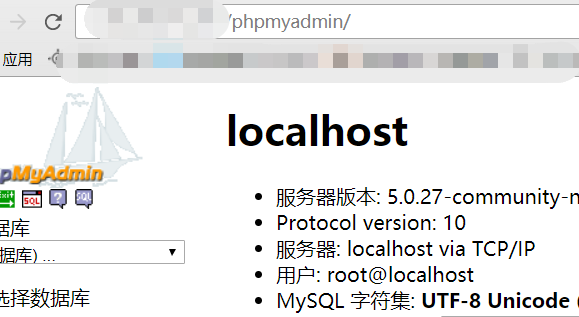 /phpmyadmin/
应用
pMyAdmin
localhost
服务器版本: 5.0.27-community-n
Protocol version: 10
服务器: localhost via TCP/IP
用户: root@localhost
MySQL 字符集: UTF-8 Unicode (
Exit
SQL
?
SQL
据库
据库) ...
选择数据库